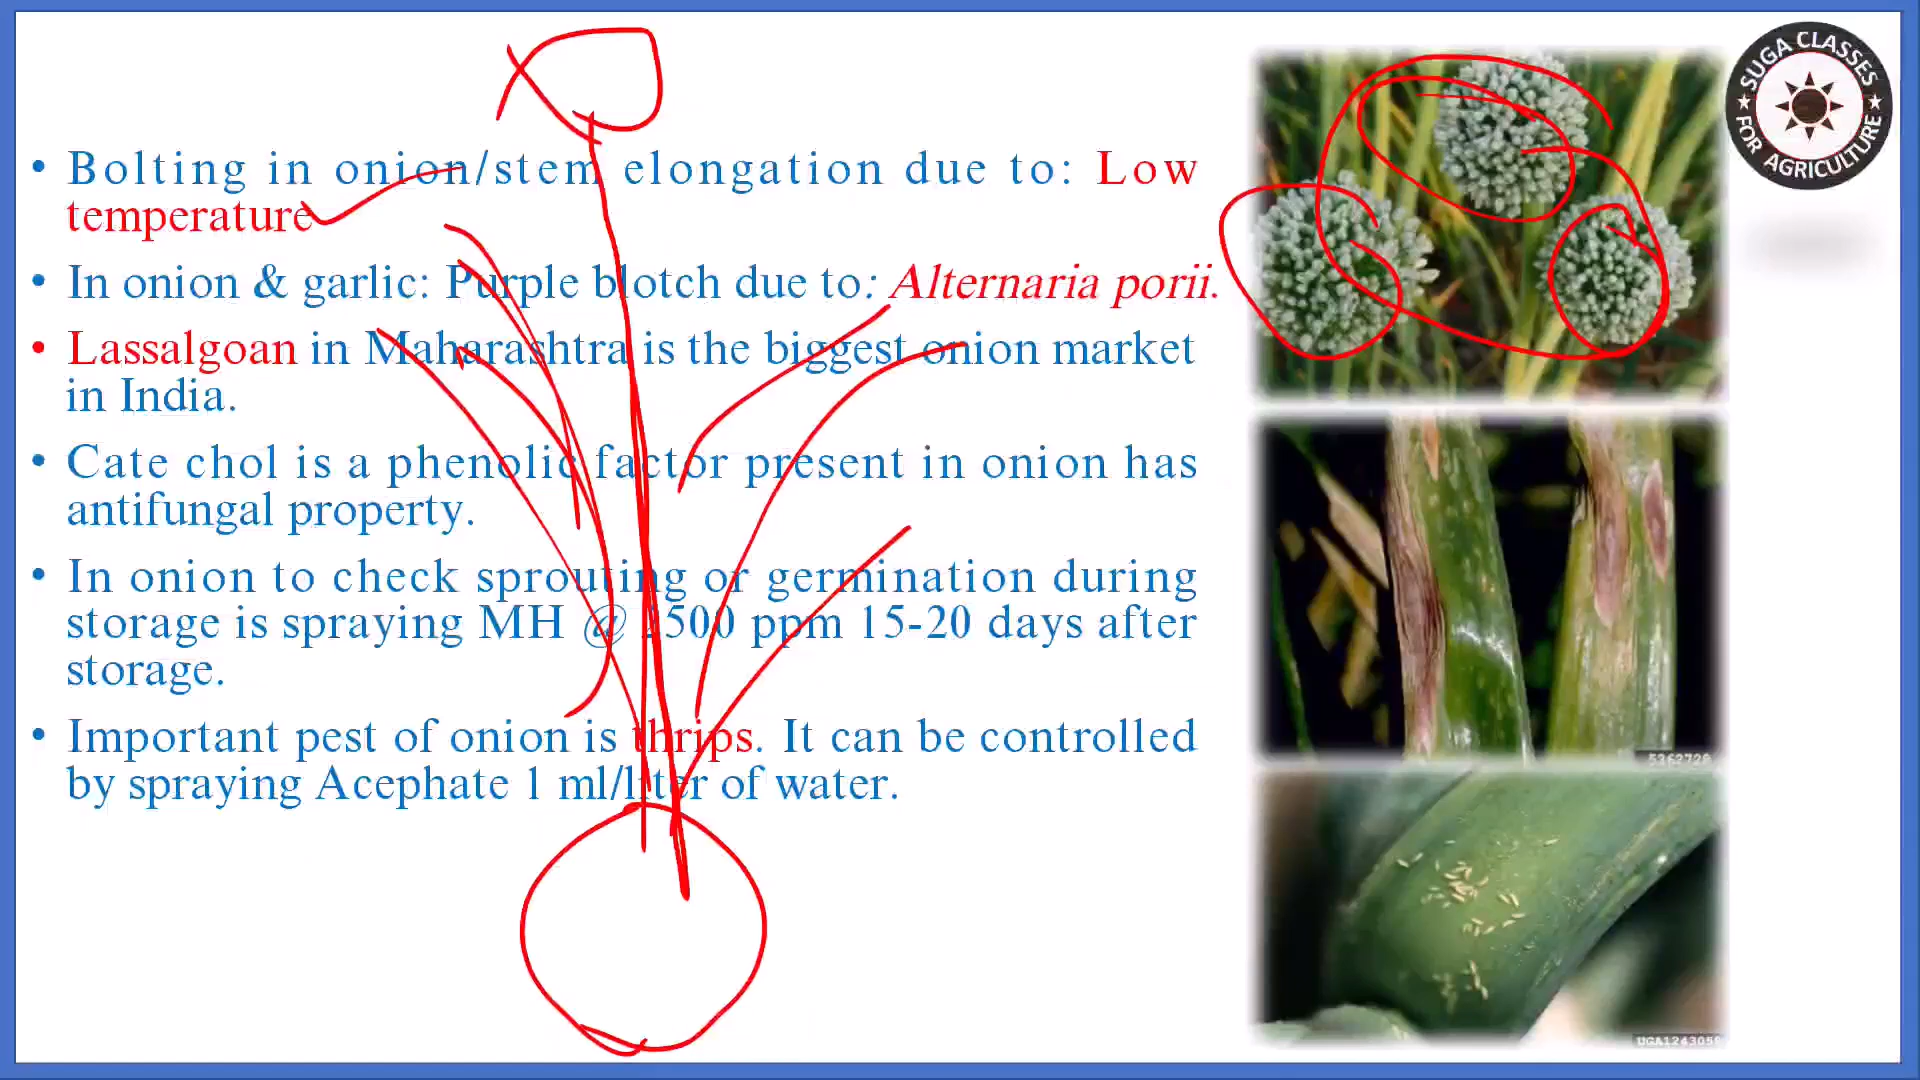 SUGA CLASSES
FOR AGRICULTURE
• Bolting in onion/stem elongation due to: Low
temperature
• In onion & garlic: Purple blotch due to: Alternaria porii.
• Lassalgoan in Maharashtra is the biggest onion market
in India.
• Cate chol is a phenolic factor present in onion has
antifungal property.
• In onion to check sprouting or germination during
storage is spraying MH @ 2500 ppm 15-20 days after
storage.
• Important pest of onion is thrips. It can be controlled
by spraying Acephate 1 ml/liter of water.
5362729
UGA1243059